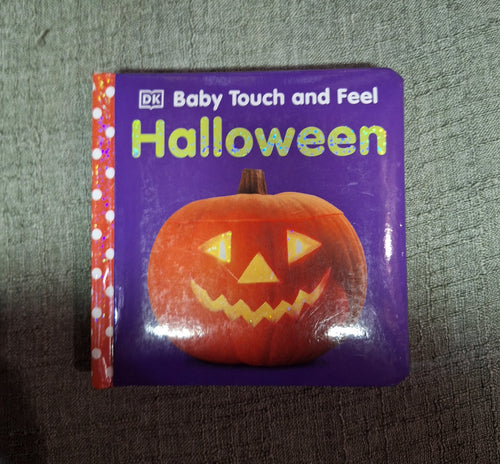 DK Baby Touch and Feel
Halloween